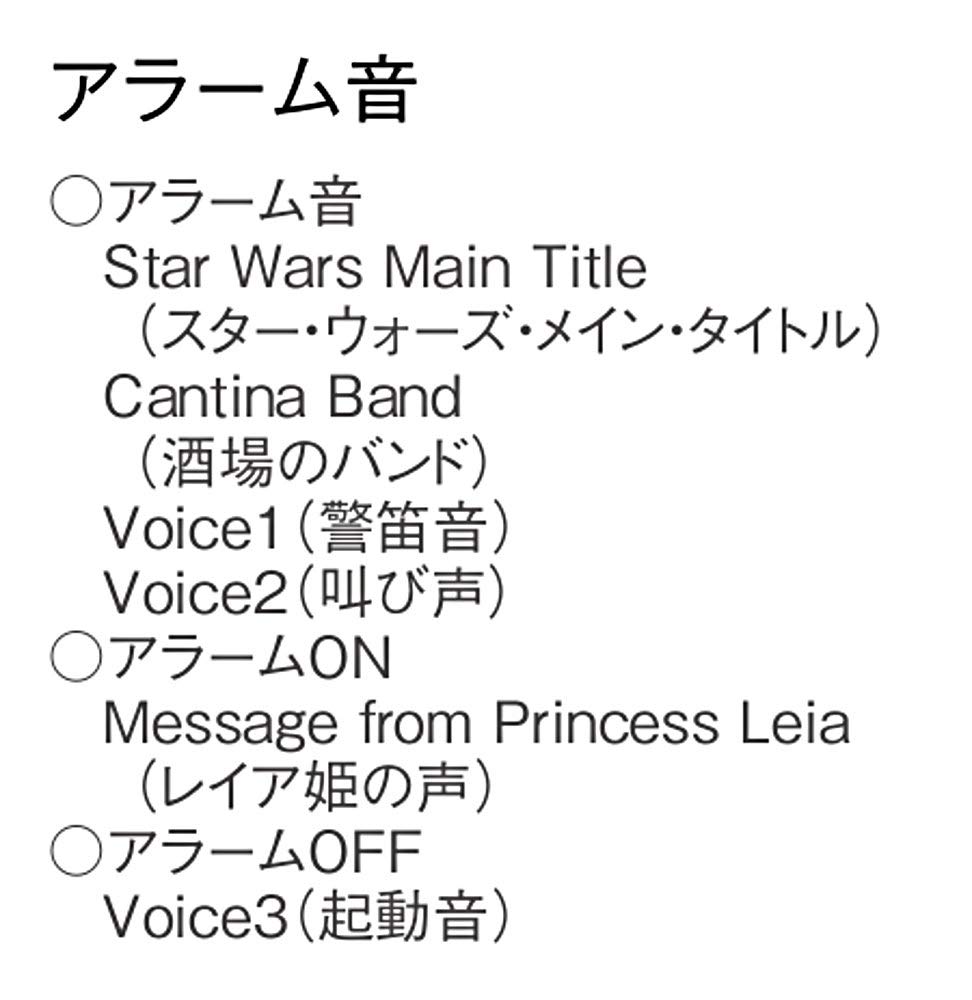 アラーム音
○アラーム音
Star Wars Main Title
（スター・ウォーズ・メイン・タイトル）
Cantina Band
（酒場のバンド）
Voice1（警笛音）
Voice2（叫び声）
○アラームON
Message from Princess Leia
（レイア姫の声）
○アラームOFF
Voice3（起動音）